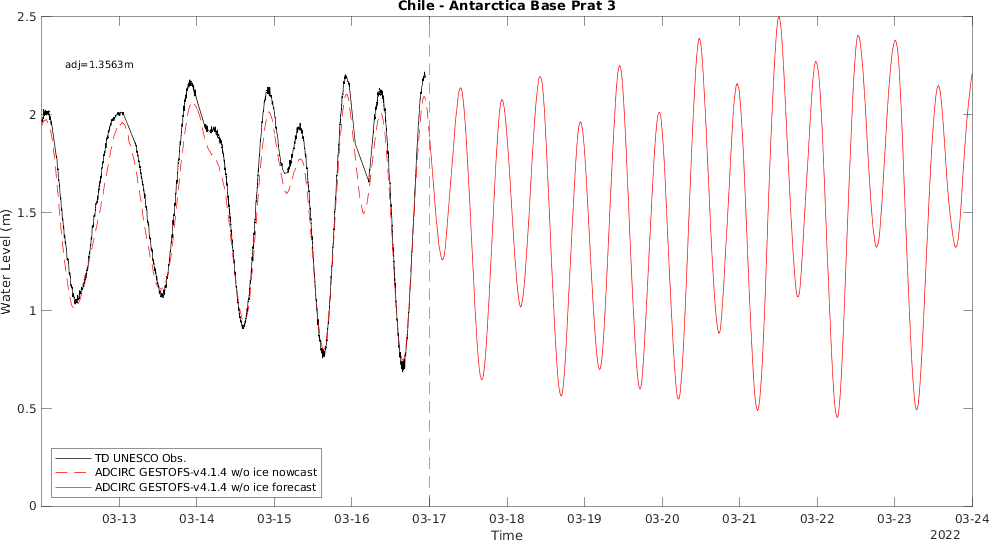 Chile - Antarctica Base Prat 3
adj=1.3563m
Water Level (m)
2.5
2
1.5
1
0.5
0
TD UNESCO Obs.
ADCIRC GESTOFS-v4.1.4 w/o ice nowcast
ADCIRC GESTOFS-v4.1.4 w/o ice forecast
03-13 03-14 03-15 03-16 03-17 03-18 03-19 03-20 03-21 03-22 03-23 03-24
Time
2022